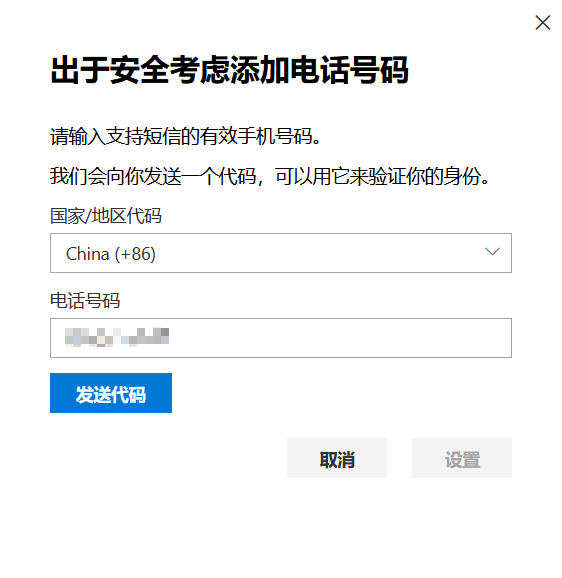 出于安全考虑添加电话号码
请输入支持短信的有效手机号码。
我们会向你发送一个代码，可以用它来验证你的身份。
国家/地区代码
China (+86)
电话号码
发送代码
取消
设置